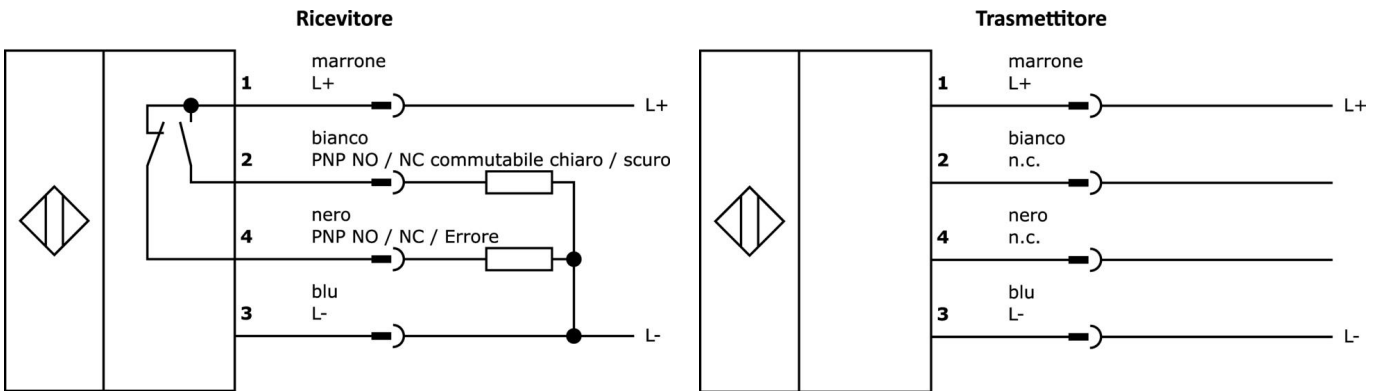 Ricevitore
marrone
1 L+
L+
bianco
2 PNP NO / NC commutabile chiaro / scuro
nero
4 PNP NO / NC / Errore
blu
3 L-
L-
Trasmettitore
marrone
1 L+
L+
bianco
2 n.c.
nero
4 n.c.
blu
3 L-
L-